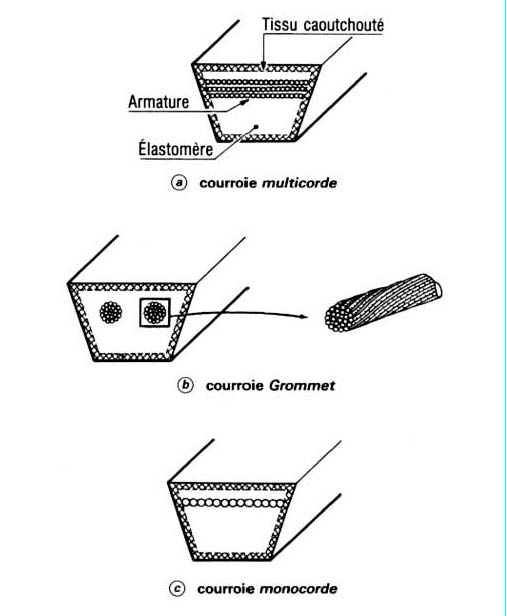 Tissu caoutchouté
Armature
Élastomère
a courroie multicorde
b courroie Grommet
c courroie monocorde